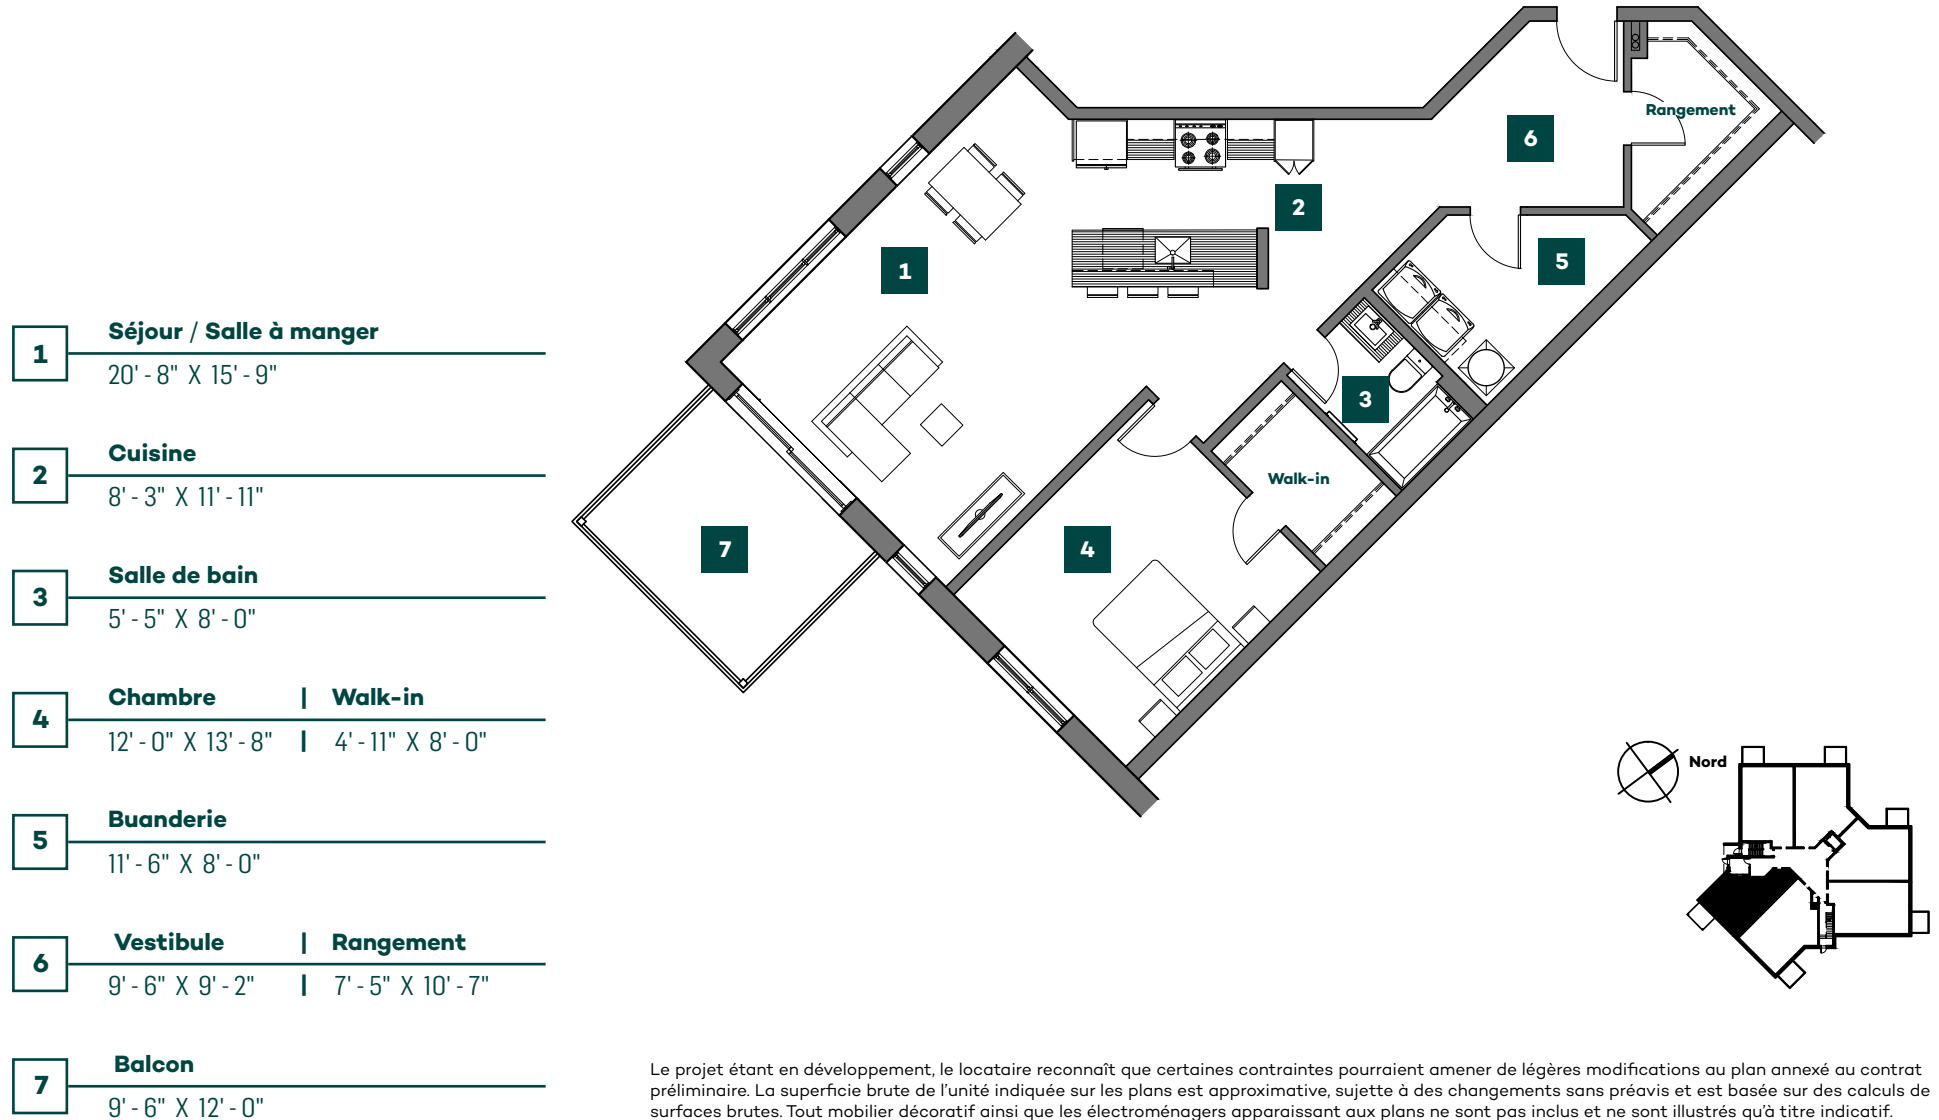 1
Séjour / Salle à manger
20' - 8" X 15' - 9"
2
Cuisine
8' - 3" X 11' - 11"
3
Salle de bain
5' - 5" X 8' - 0"
4
Chambre | Walk-in
12' - 0" X 13' - 8" | 4' - 11" X 8' - 0"
5
Buanderie
11' - 6" X 8' - 0"
6
Vestibule | Rangement
9' - 6" X 9' - 2" | 7' - 5" X 10' - 7"
7
Balcon
9' - 6" X 12' - 0"
Rangement
6
2
5
1
3
Walk-in
4
7
Nord
Le projet étant en développement, le locataire reconnaît que certaines contraintes pourraient amener de légères modifications au plan annexé au contrat
préliminaire. La superficie brute de l'unité indiquée sur les plans est approximative, sujette à des changements sans préavis et est basée sur des calculs de
surfaces brutes. Tout mobilier décoratif ainsi que les électroménagers apparaissant aux plans ne sont pas inclus et ne sont illustrés qu'à titre indicatif.